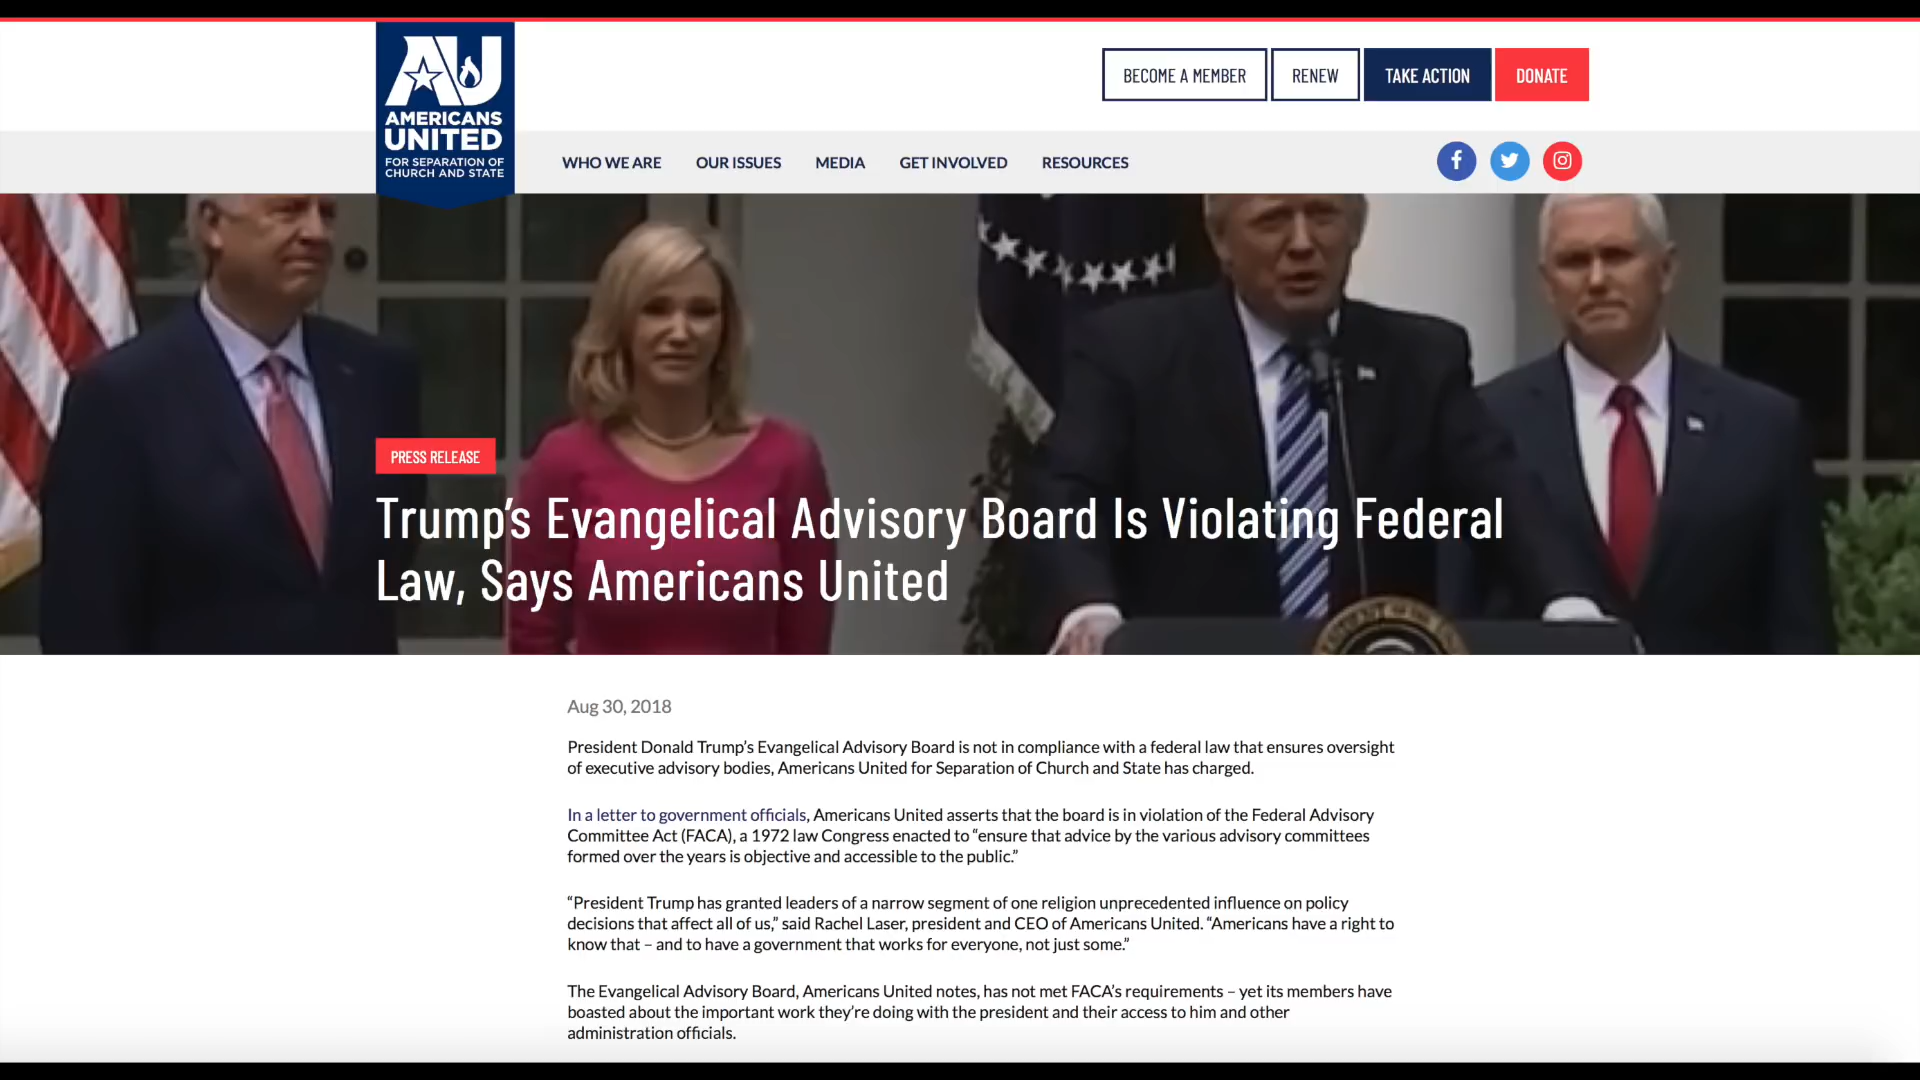 AU
AMERICANS
UNITED
FOR SEPARATION OF
CHURCH AND STATE
BECOME A MEMBER
RENEW
TAKE ACTION
DONATE
WHO WE ARE
OUR ISSUES
MEDIA
GET INVOLVED
RESOURCES
PRESS RELEASE
Trump’s Evangelical Advisory Board Is Violating Federal
Law, Says Americans United
Aug 30, 2018
President Donald Trump’s Evangelical Advisory Board is not in compliance with a federal law that ensures oversight
of executive advisory bodies, Americans United for Separation of Church and State has charged.
In a letter to government officials, Americans United asserts that the board is in violation of the Federal Advisory
Committee Act (FACA), a 1972 law Congress enacted to “ensure that advice by the various advisory committees
formed over the years is objective and accessible to the public.”
“President Trump has granted leaders of a narrow segment of one religion unprecedented influence on policy
decisions that affect all of us,” said Rachel Laser, president and CEO of Americans United. “Americans have a right to
know that – and to have a government that works for everyone, not just some.”
The Evangelical Advisory Board, Americans United notes, has not met FACA’s requirements – yet its members have
boasted about the important work they’re doing with the president and their access to him and other
administration officials.